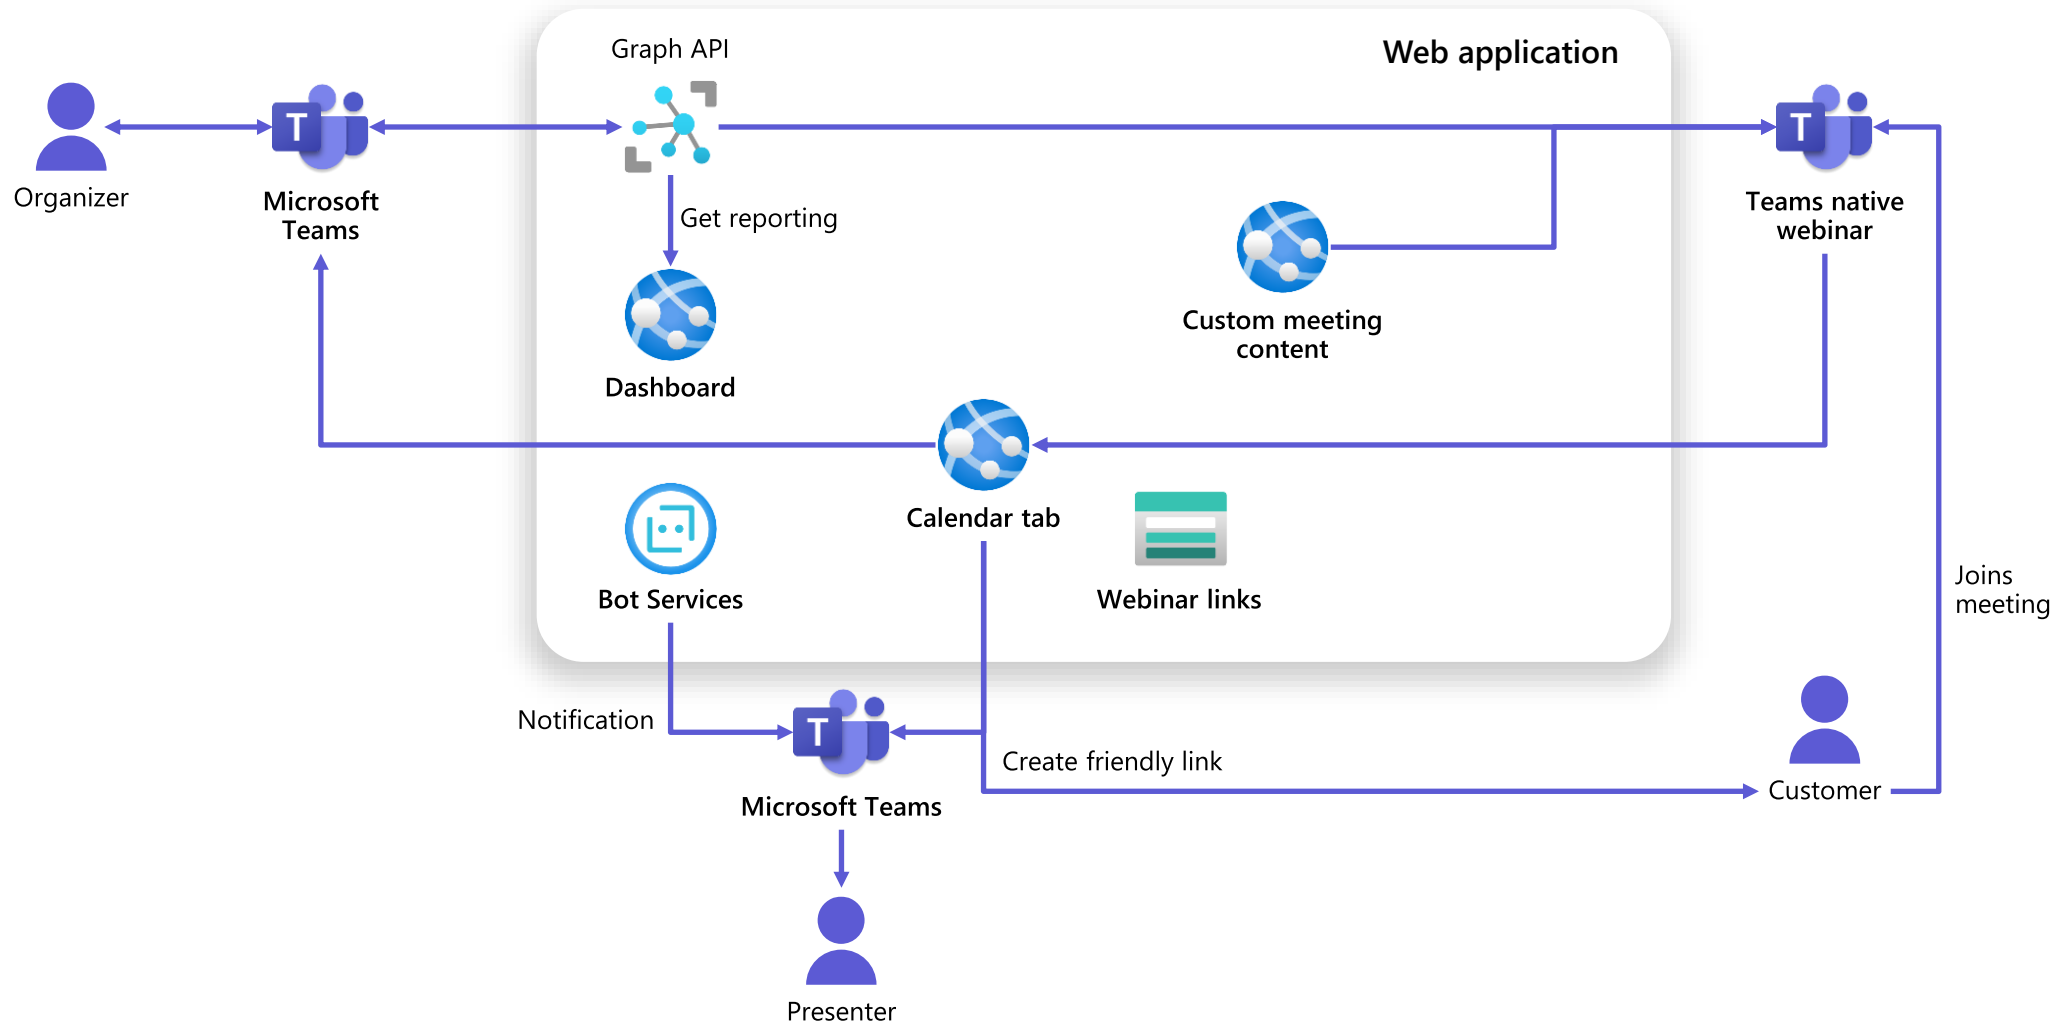 Graph API
Web application
T
T
T
Organizer
Microsoft
Teams
Get reporting
Teams native
webinar
Custom meeting
content
Dashboard
Calendar tab
Bot Services
Webinar links
Joins
meeting
Notification
T
Create friendly link
Customer
Microsoft Teams
Presenter